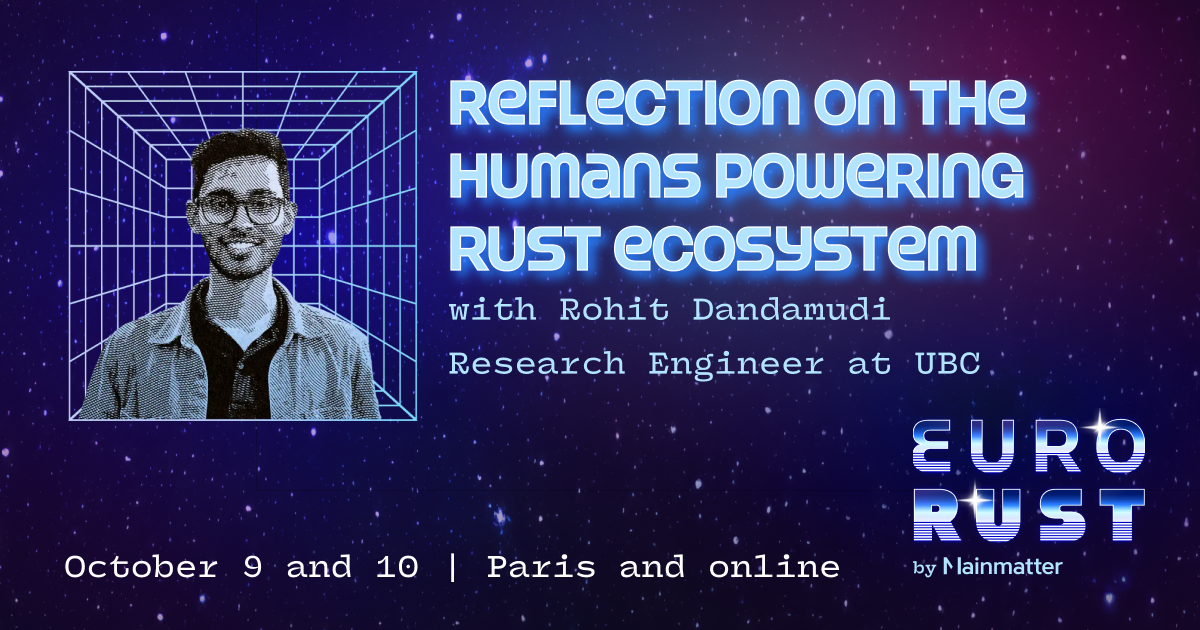 Reflection on the
Humans Powering
Rust Ecosystem
with Rohit Dandamudi
Research Engineer at UBC
EURO
RUST
by Mainmatter
October 9 and 10 | Paris and online